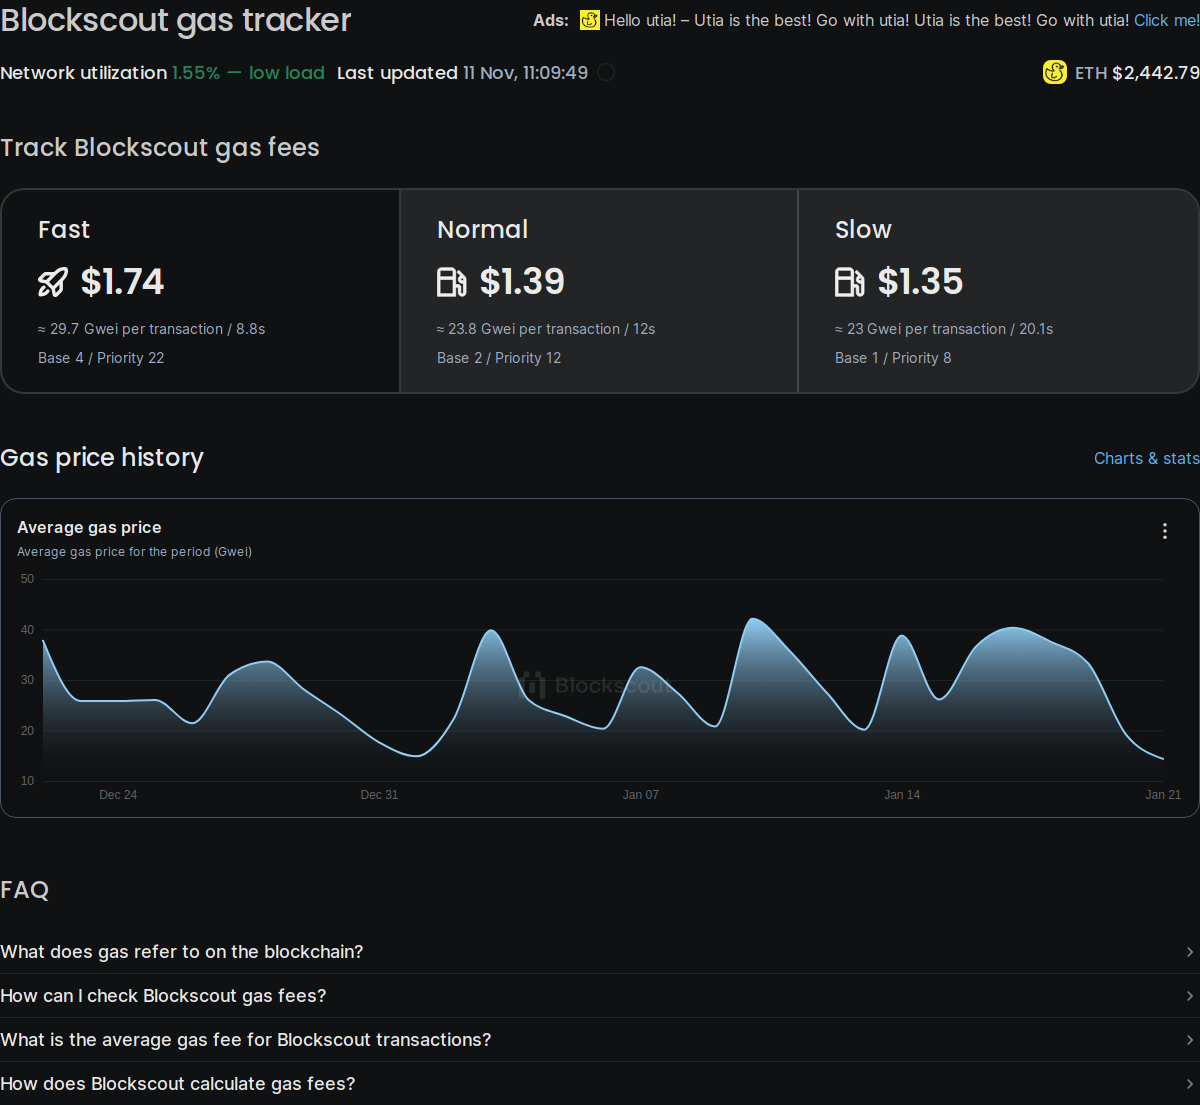 Blockscout gas tracker
Ads: Hello utia! – Utia is the best! Go with utia! Utia is the best! Go with utia! Click me!
Network utilization 1.55% — low load Last updated 11 Nov, 11:09:49
ETH $2,442.79
Track Blockscout gas fees
Fast
$1.74
≈ 29.7 Gwei per transaction / 8.8s
Base 4 / Priority 22
Normal
$1.39
≈ 23.8 Gwei per transaction / 12s
Base 2 / Priority 12
Slow
$1.35
≈ 23 Gwei per transaction / 20.1s
Base 1 / Priority 8
Gas price history
Charts & stats
Average gas price
Average gas price for the period (Gwei)
50
40
30
20
10
Blockscout
Dec 24
Dec 31
Jan 07
Jan 14
Jan 21
FAQ
What does gas refer to on the blockchain?
How can I check Blockscout gas fees?
What is the average gas fee for Blockscout transactions?
How does Blockscout calculate gas fees?